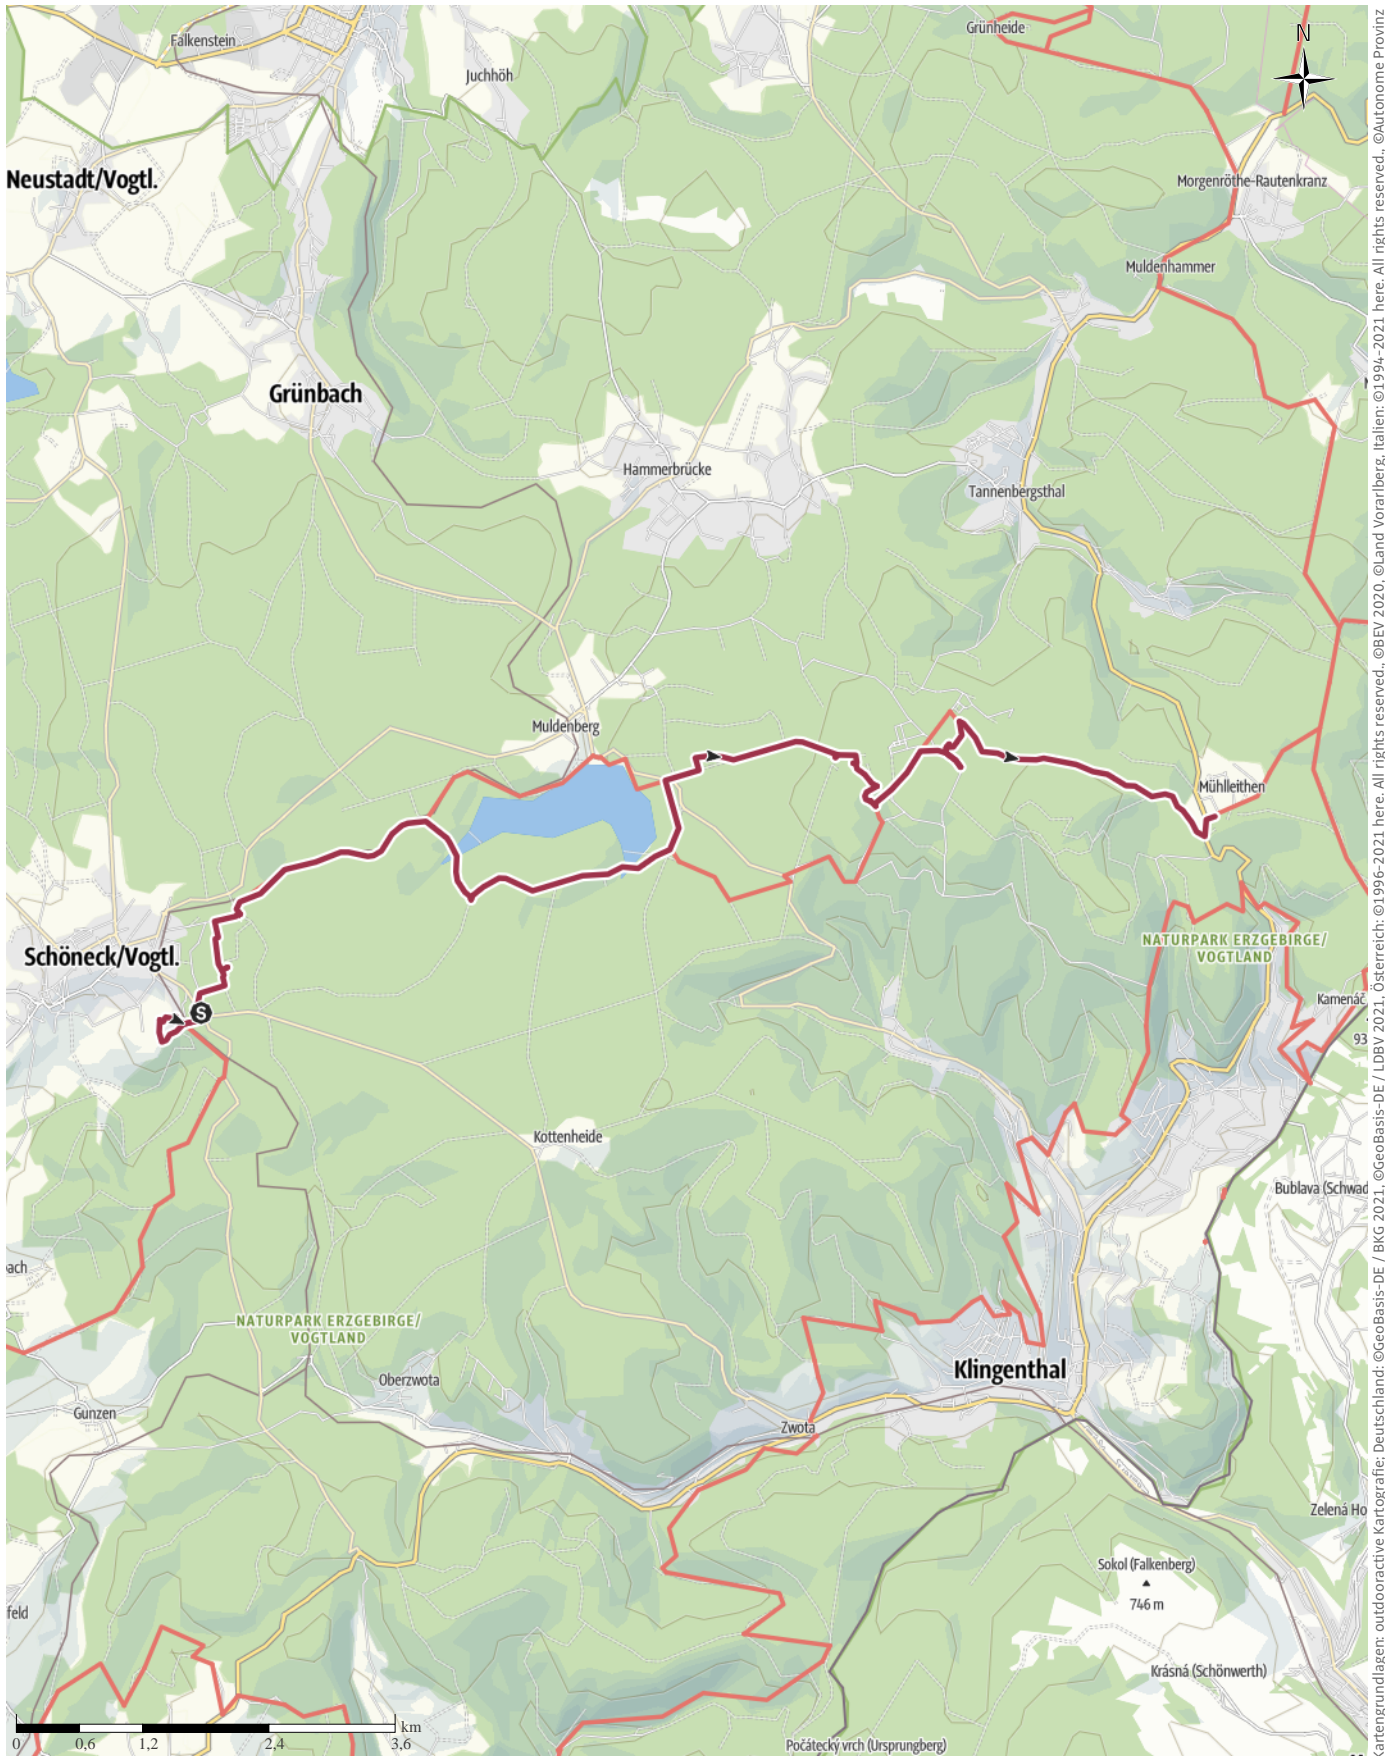 Falkenstein
Juchhöh
Grünheide
N
Neustadt/Vogtl.
Morgenröthe-Rautenkranz
Muldenhammer
Grünbach
Hammerbrücke
Tannenbergsthal
Muldenberg
Mühlleithen
Schöneck/Vogtl.
NATURPARK ERZGEBIRGE/
VOGTLAND
S
Kamenáč
93
Kottenheide
Bublava (Schwad
ach
NATURPARK ERZGEBIRGE/
VOGTLAND
Klingenthal
Oberzwota
Gunzen
Zwota
Zelená Ho
Sokol (Falkenberg)
746 m
feld
Krásná (Schönwerth)
Počátecký vrch (Ursprungberg)
km
0 0,6 1,2 2,4 3,6
artengrundlagen: outdooractive Kartografie; Deutschland: ©GeoBasis-DE / BKG 2021, ©GeoBasis-DE / LDBV 2021, Österreich: ©1996-2021 here. All rights reserved., ©BEV 2020, ©Land Vorarlberg, Italien: ©1994-2021 here. All rights reserved., ©Autonome Provinz